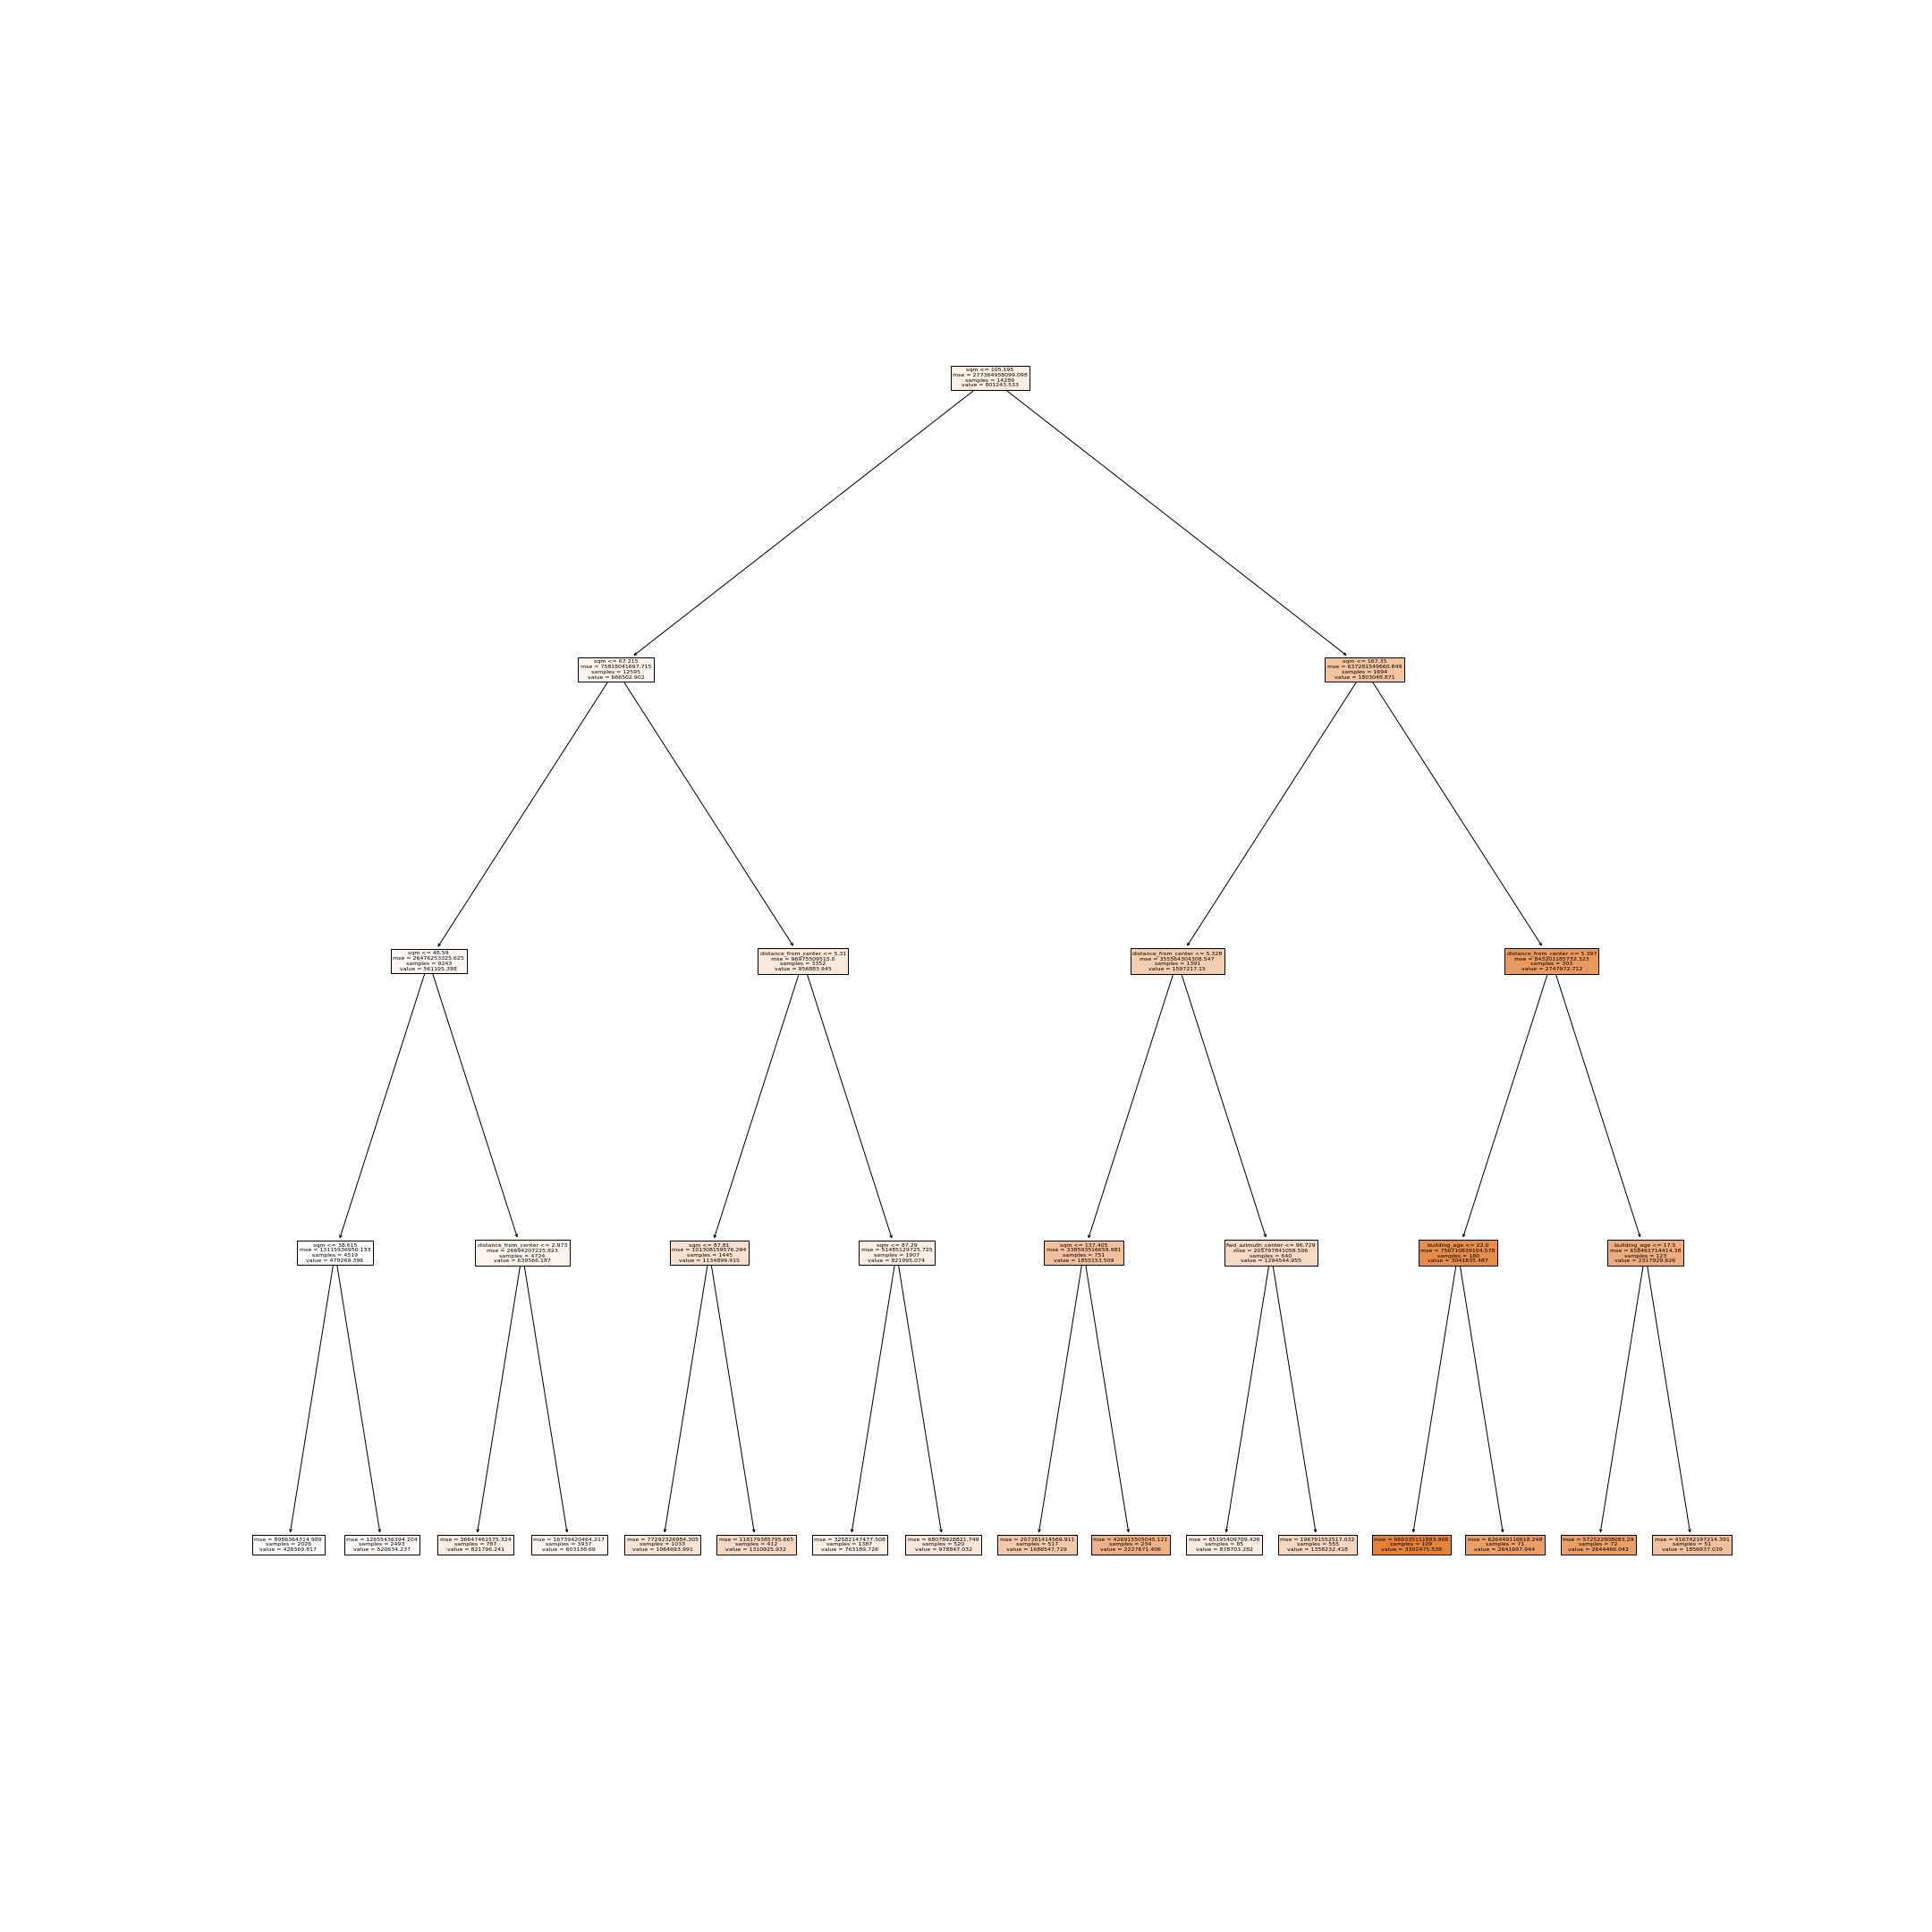 sqm <= 105.195
mse = 277364958099.098
samples = 14289
value = 801243.533
sqm <= 67.215
mse = 75818041697.715
samples = 12595
value = 666502.902
sqm <= 167.35
mse = 637281549660.849
samples = 1694
value = 1803048.871
sqm <= 48.59
mse = 26476253325.625
samples = 9243
value = 561195.398
distance_from_center <= 5.31
mse = 96975509515.0
samples = 3352
value = 956883.945
distance_from_center <= 5.328
mse = 355564304308.547
samples = 1391
value = 1597217.15
distance_from_center <= 5.397
mse = 843201185732.323
samples = 303
value = 2747972.712
sqm <= 38.615
mse = 13115936950.133
samples = 4519
value = 479269.396
distance_from_center <= 2.973
mse = 26694207225.823
samples = 4724
value = 639566.187
sqm <= 87.81
mse = 101308159576.294
samples = 1445
value = 1134899.915
sqm <= 87.29
mse = 51485129725.725
samples = 1907
value = 821995.074
sqm <= 137.405
mse = 338593516659.981
samples = 751
value = 1855153.509
fwd_azimuth_center <= 96.729
mse = 205797841058.506
samples = 640
value = 1294544.955
building_age <= 22.0
mse = 756710839104.578
samples = 180
value = 3041835.487
building_age <= 17.5
mse = 658461714414.38
samples = 123
value = 2317929.626
mse = 8986364314.989
samples = 2026
value = 428369.817
mse = 12655436394.204
samples = 2493
value = 520634.237
mse = 36647461575.324
samples = 787
value = 821796.241
mse = 16739420464.217
samples = 3937
value = 603138.69
mse = 77292326984.305
samples = 1033
value = 1064693.991
mse = 118179385795.665
samples = 412
value = 1310925.932
mse = 32582147477.508
samples = 1387
value = 763189.726
mse = 68078928821.749
samples = 520
value = 978847.032
mse = 207381414569.911
samples = 517
value = 1686547.729
mse = 426915505045.121
samples = 234
value = 2227671.406
mse = 65195409709.426
samples = 85
value = 878703.282
mse = 196791552517.032
samples = 555
value = 1358232.418
mse = 669335111883.908
samples = 109
value = 3302475.538
mse = 626449116618.249
samples = 71
value = 2641697.944
mse = 572522808083.29
samples = 72
value = 2644466.042
mse = 416742197214.391
samples = 51
value = 1856937.039